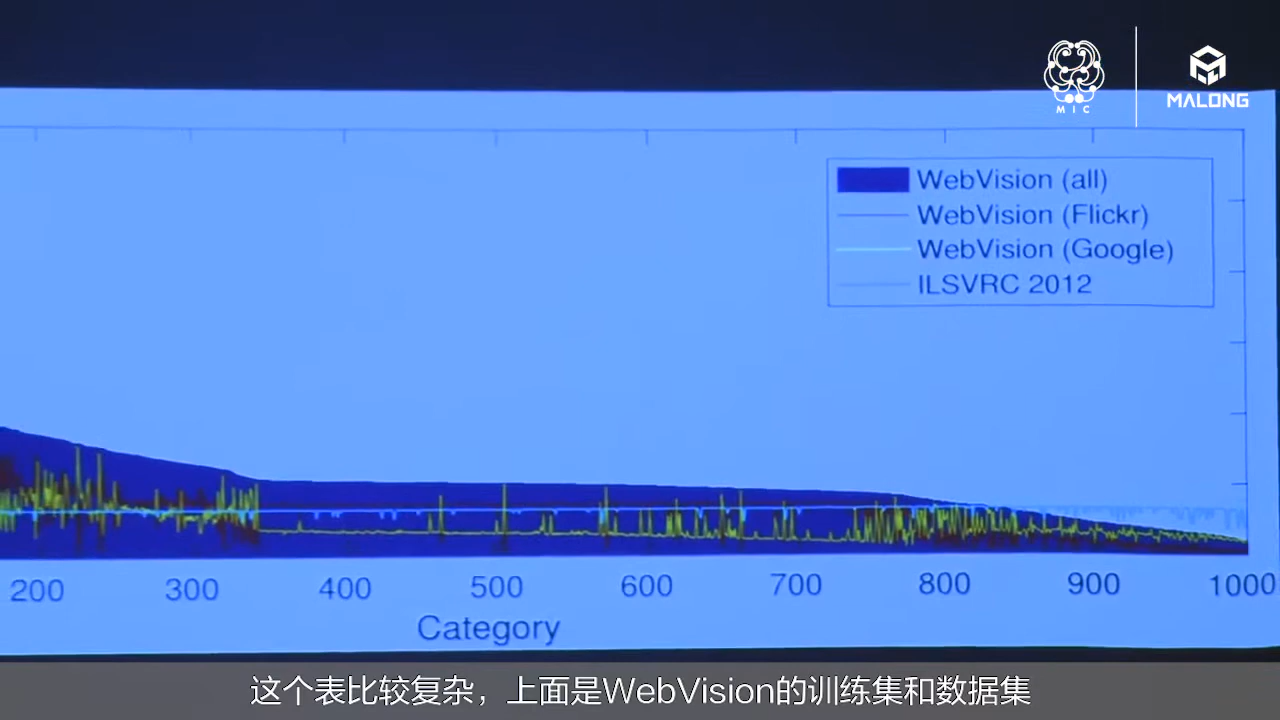 MIC
MALONG
WebVision (all)
WebVision (Flickr)
WebVision (Google)
ILSVRC 2012
200 300 400 500 600 700 800 900 1000
Category
这个表比较复杂，上面是WebVision的训练集和数据集